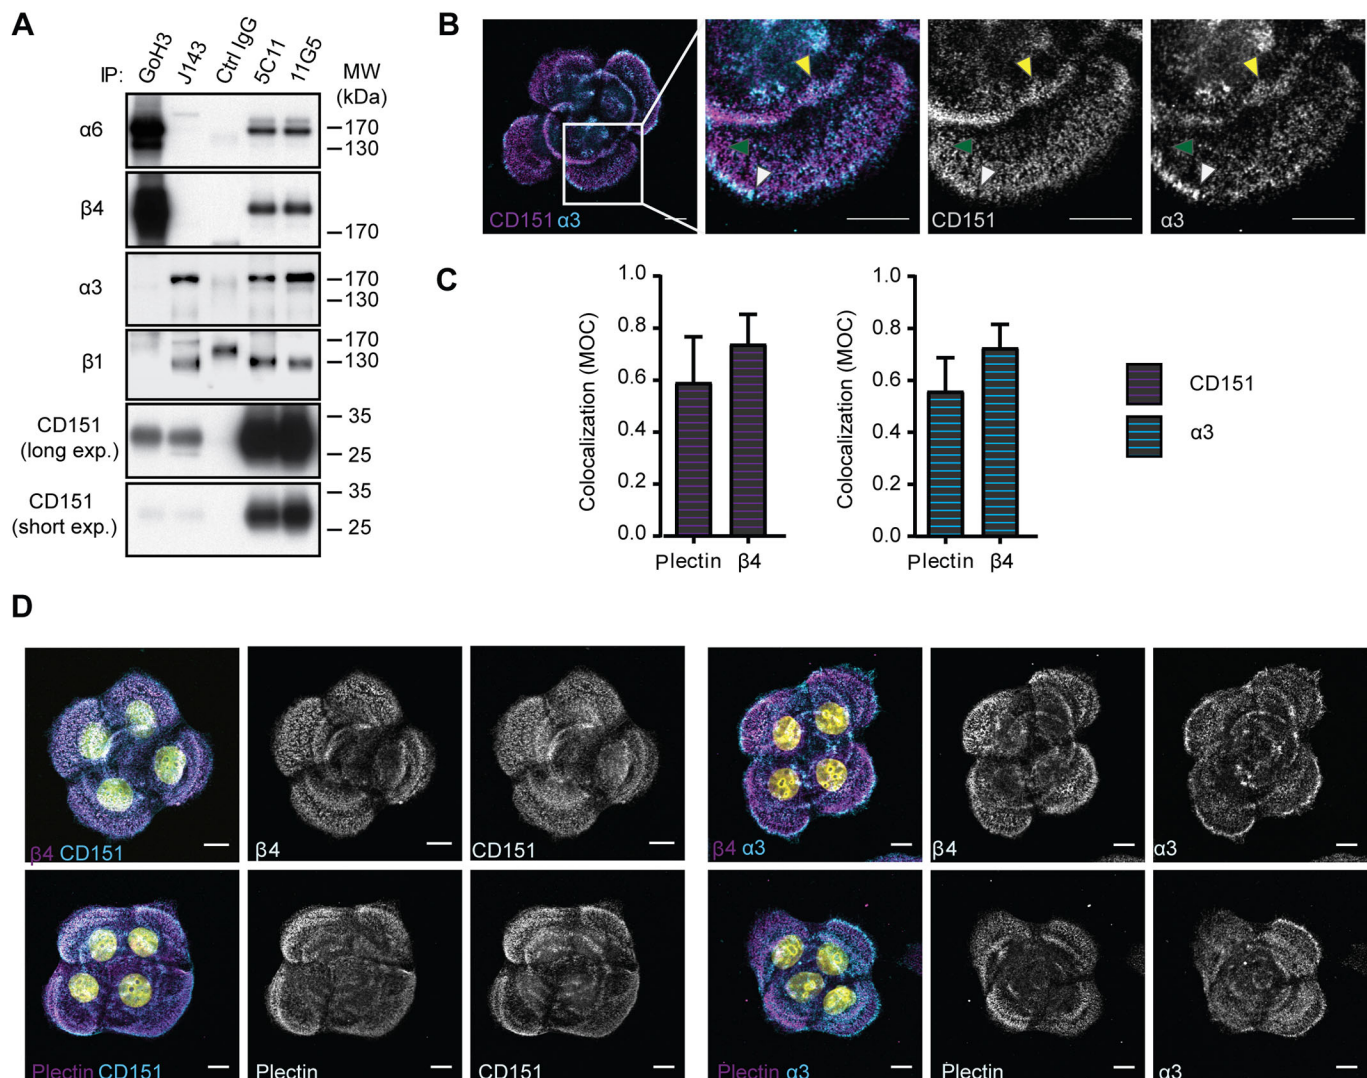 A
IP: GoH3 J143 Ctrl IgG 5C11 11G5
MW
(kDa)
α6
170
130
β4
170
α3
170
130
β1
170
130
CD151
(long exp.)
35
25
CD151
(short exp.)
35
25
B
CD151 α3
CD151
α3
C
Colocalization (MOC)
1.0
0.8
0.6
0.4
0.2
0.0
Plectin β4
Colocalization (MOC)
1.0
0.8
0.6
0.4
0.2
0.0
Plectin β4
CD151
α3
D
β4 CD151
β4
CD151
β4 α3
β4
α3
Plectin CD151
Plectin
CD151
Plectin α3
Plectin
α3